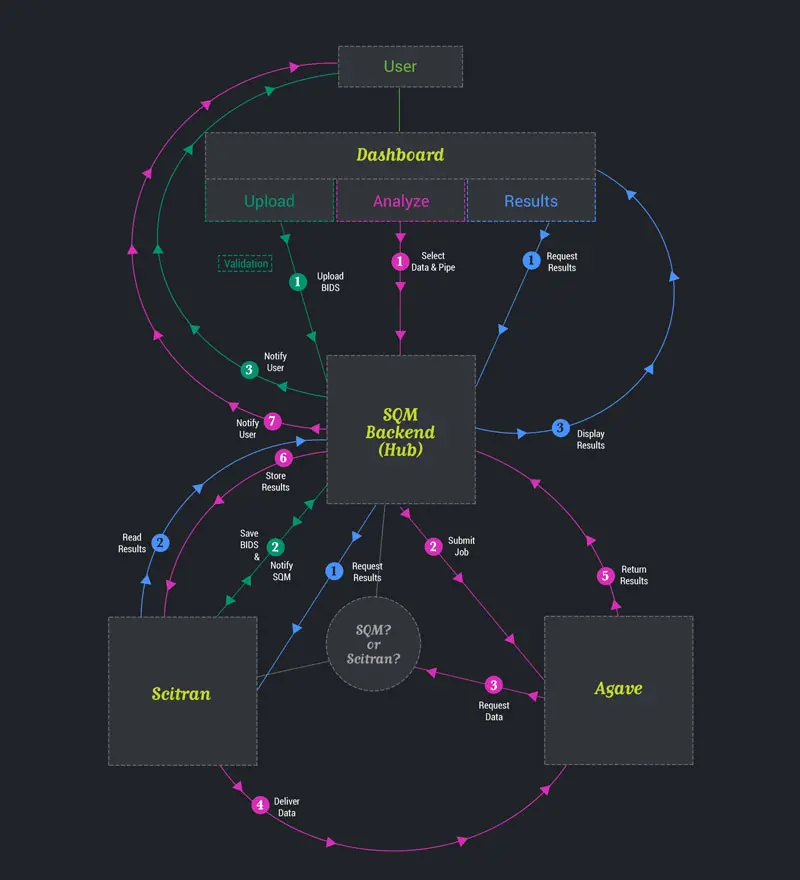 User
Dashboard
Upload
Analyze
Results
Validation
1
Upload
BIDS
1
Select
Data & Pipe
1
Request
Results
3
Notify
User
7
Notify
User
SQM
Backend
(Hub)
3
Display
Results
6
Store
Results
2
Read
Results
Save
BIDS
&
Notify
SQM
2
1
Request
Results
2
Submit
Job
5
Return
Results
SQM?
or
Scitran?
Scitran
Agave
3
Request
Data
4
Deliver
Data